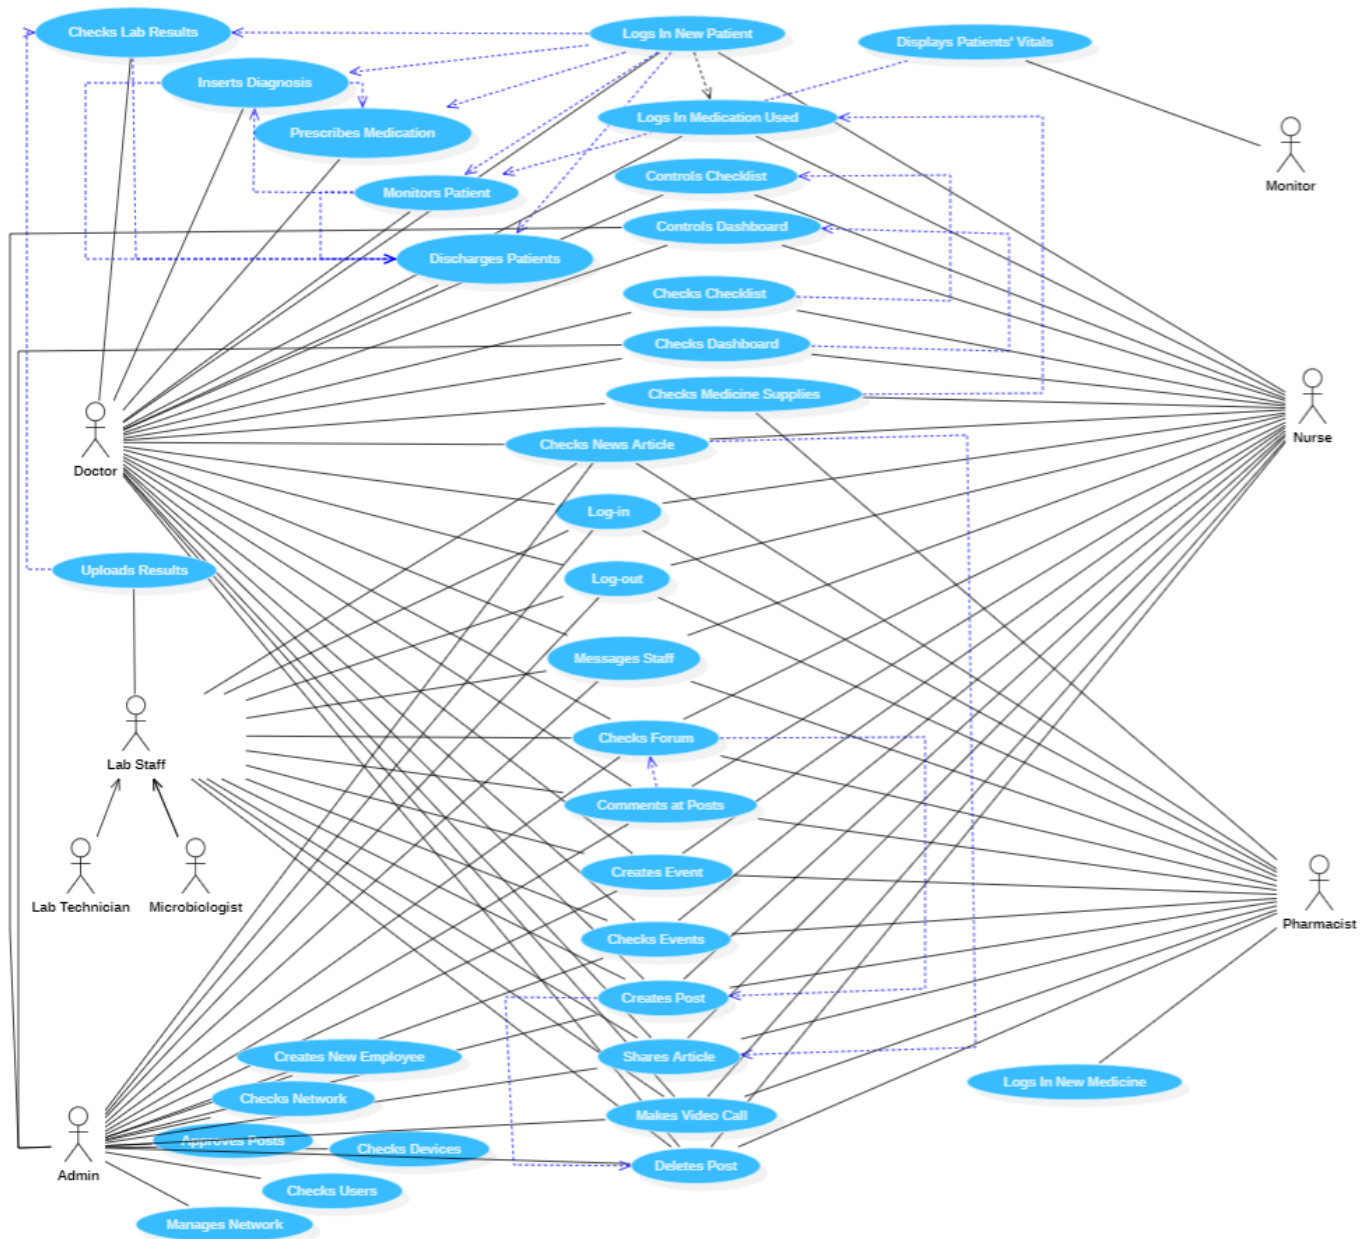 Checks Lab Results
Logs In New Patient
Displays Patients' Vitals
Inserts Diagnosis
Logs In Medication Used
Prescribes Medication
Controls Checklist
Monitor
Monitors Patient
Controls Dashboard
Discharges Patients
Checks Checklist
Checks Dashboard
Checks Medicine Supplies
Nurse
Checks News Article
Doctor
Log-in
Uploads Results
Log-out
Messages Staff
Checks Forum
Lab Staff
Comments at Posts
Creates Event
Lab Technician
Microbiologist
Pharmacist
Checks Events
Creates Post
Creates New Employee
Shares Article
Logs In New Medicine
Checks Network
Makes Video Call
Approves Posts
Checks Devices
Deletes Post
Admin
Checks Users
Manages Network